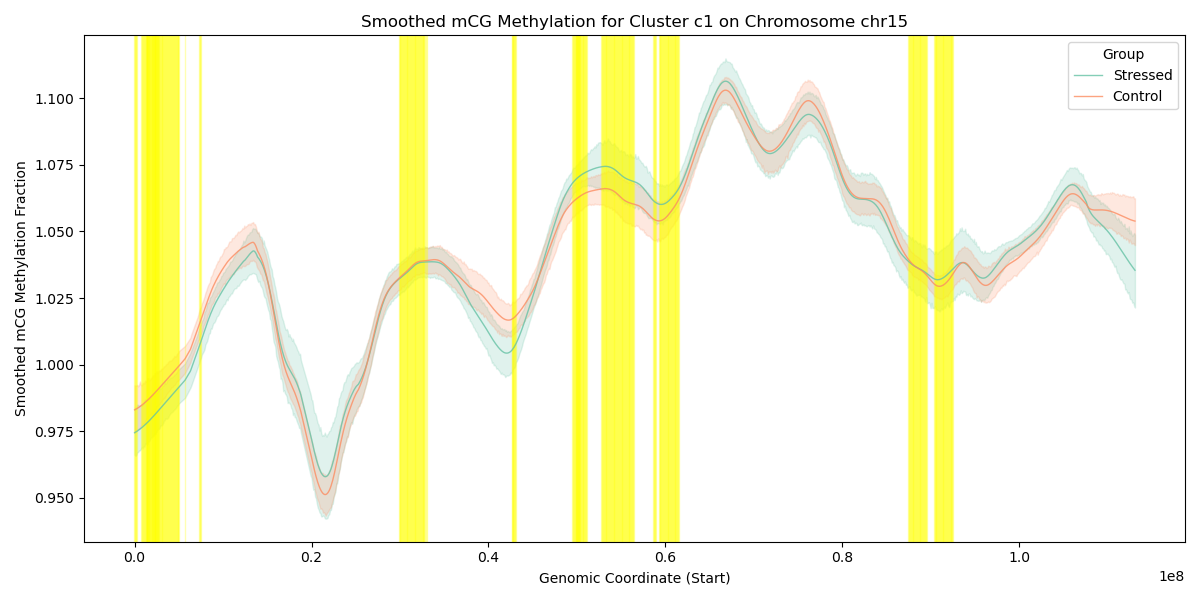 Smoothed mCG Methylation for Cluster c1 on Chromosome chr15
Group
Stressed
Control
Smoothed mCG Methylation Fraction
1.100
1.075
1.050
1.025
1.000
0.975
0.950
0.0 0.2 0.4 0.6 0.8 1.0
1e8
Genomic Coordinate (Start)